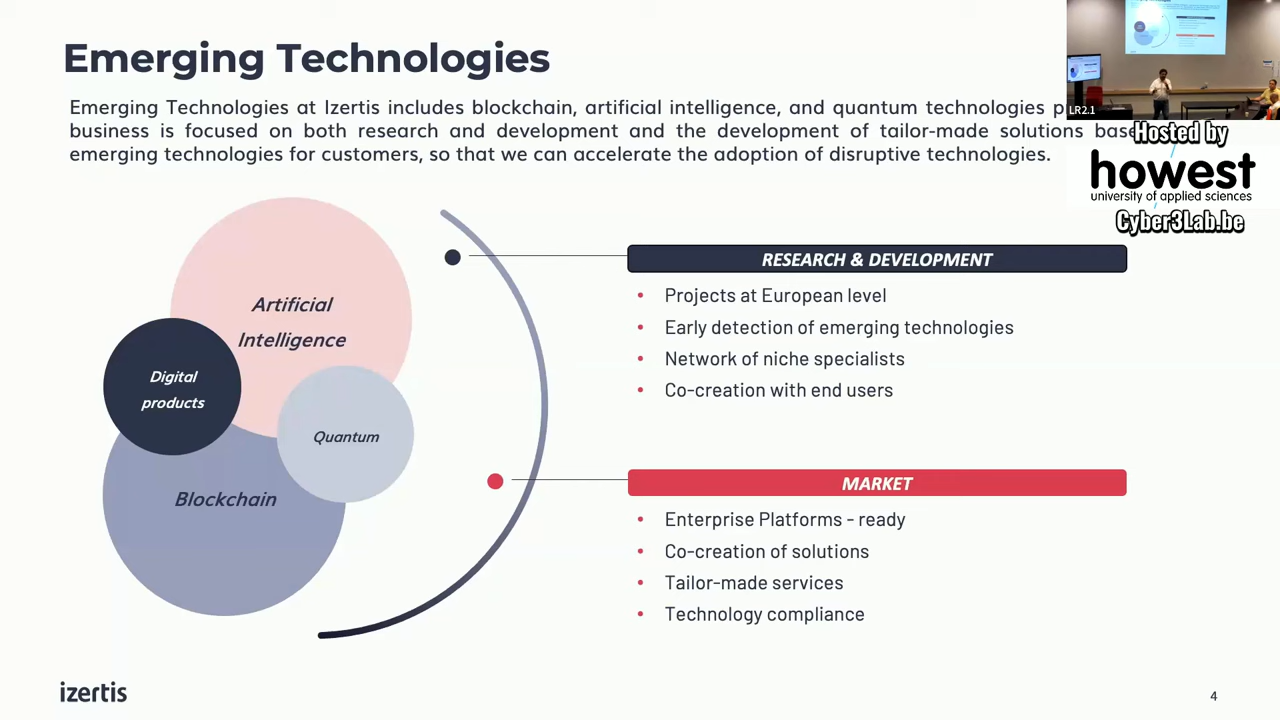 Emerging Technologies
Emerging Technologies at Izertis includes blockchain, artificial intelligence, and quantum technologies
business is focused on both research and development and the development of tailor-made solutions
emerging technologies for customers, so that we can accelerate the adoption of disruptive technologies.
LR2.1
Hosted by
howest
university of applied sciences
Cyber3Lab.be
Artificial
Intelligence
Digital
products
Quantum
Blockchain
RESEARCH & DEVELOPMENT
• Projects at European level
• Early detection of emerging technologies
• Network of niche specialists
• Co-creation with end users
MARKET
• Enterprise Platforms - ready
• Co-creation of solutions
• Tailor-made services
• Technology compliance
izertis
4